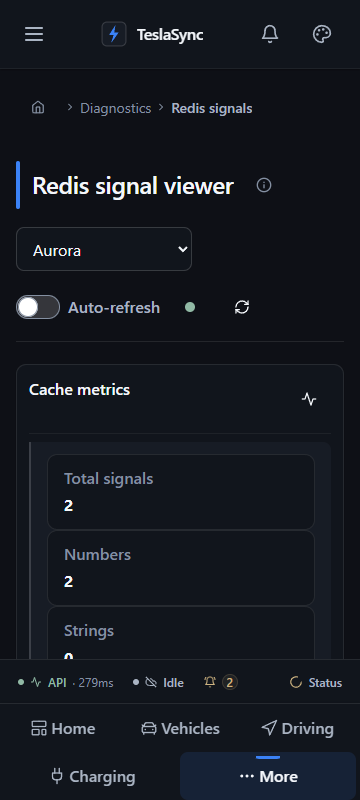 TeslaSync
Diagnostics Redis signals
Redis signal viewer
Aurora
Auto-refresh
Cache metrics
Total signals
2
Numbers
2
Strings
0
API · 279ms Idle 2 Status
Home Vehicles Driving
Charging More